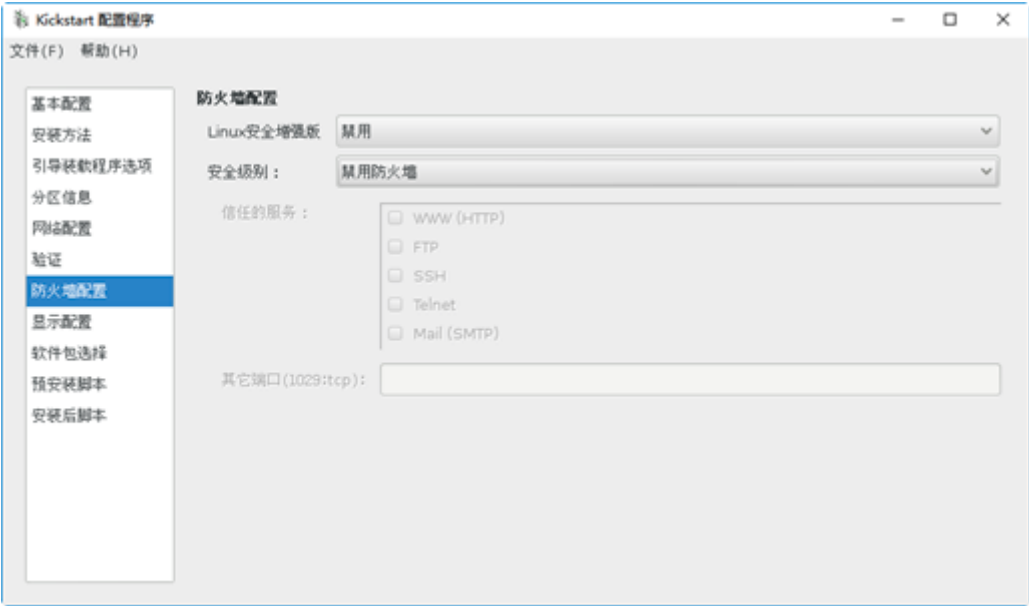 Kickstart 配置程序
文件(F) 帮助(H)
基本配置
安装方法
引导装载程序选项
分区信息
网络配置
验证
防火墙配置
显示配置
软件包选择
预安装脚本
安装后脚本
防火墙配置
Linux安全增强版 禁用
安全级别： 禁用防火墙
信任的服务：
WWW (HTTP)
FTP
SSH
Telnet
Mail (SMTP)
其它端口(1029:tcp)：